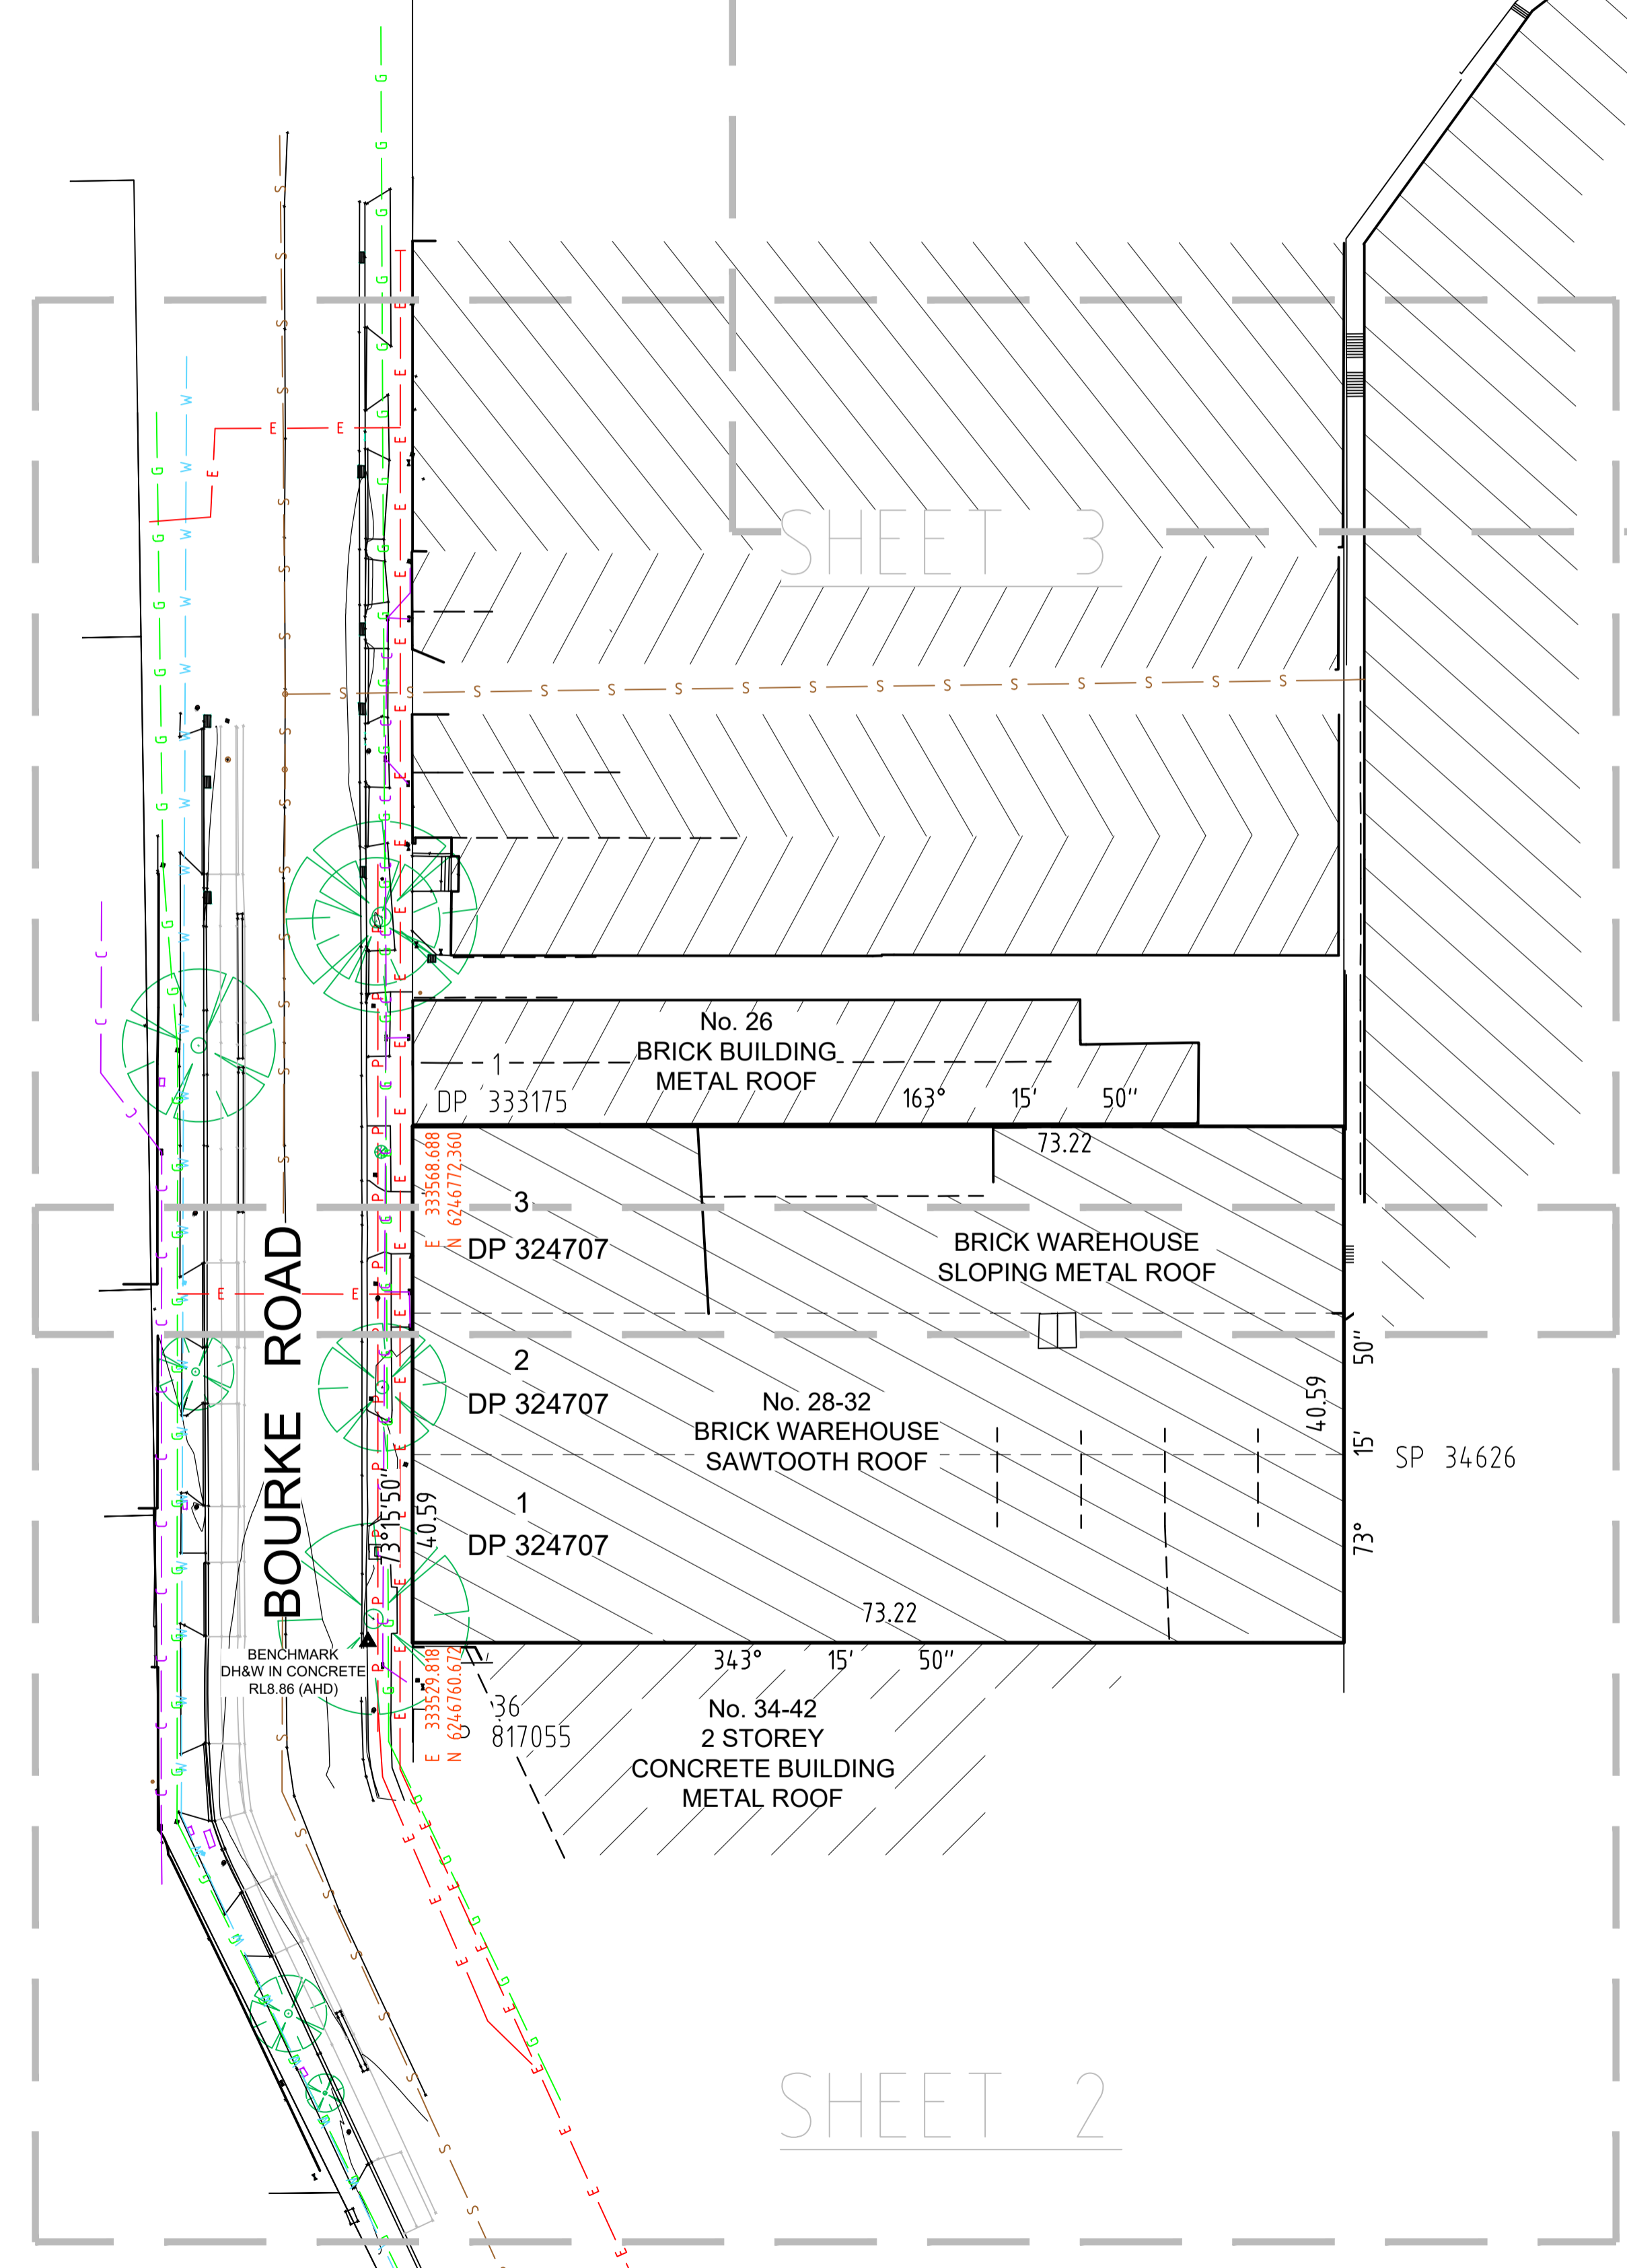 SHEET 3
No. 26
BRICK BUILDING
METAL ROOF
1
DP 333175
163° 15' 50"
73.22
E 333568.688
N 6246772.360
3
DP 324707
BRICK WAREHOUSE
SLOPING METAL ROOF
BOURKE ROAD
2
DP 324707
No. 28-32
BRICK WAREHOUSE
SAWTOOTH ROOF
73° 15' 50"
40.59
SP 34626
73°15'50"
40.59
1
DP 324707
73.22
343° 15' 50"
BENCHMARK
DH&W IN CONCRETE
RL8.86 (AHD)
E 333529.818
N 6246760.672
36
817055
No. 34-42
2 STOREY
CONCRETE BUILDING
METAL ROOF
SHEET 2